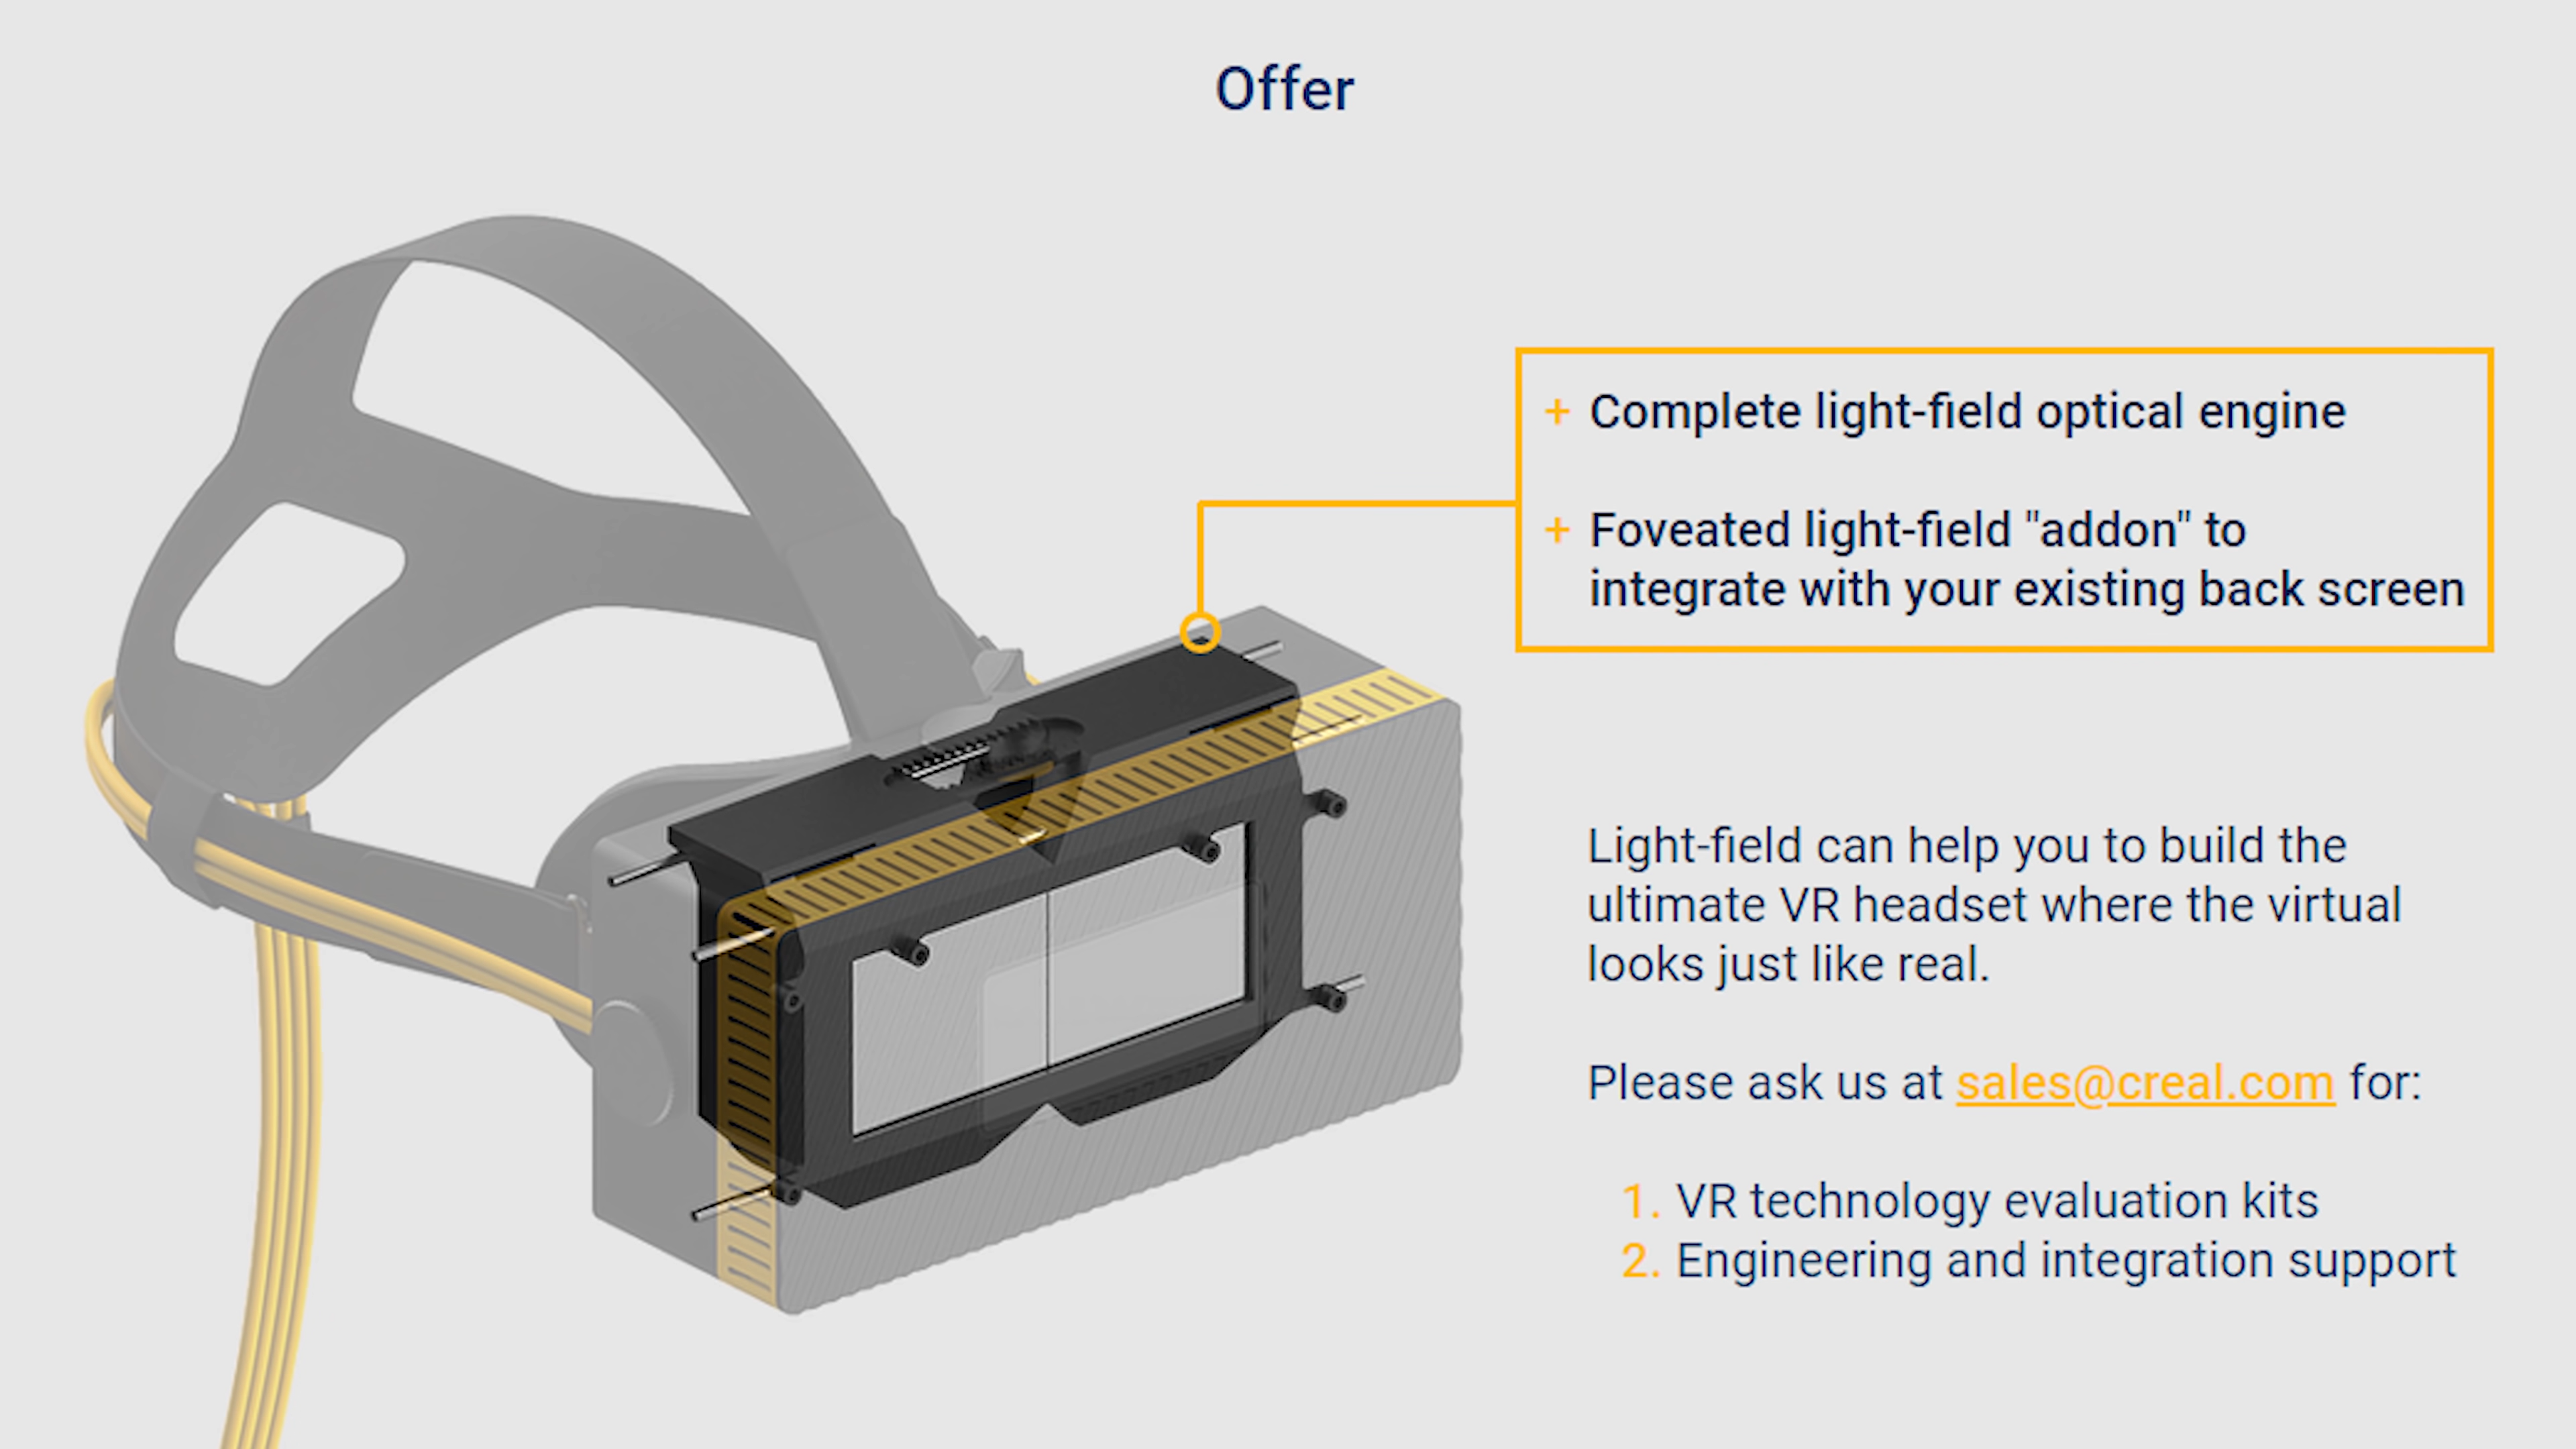 Offer
+ Complete light-field optical engine
+ Foveated light-field "addon" to
integrate with your existing back screen
Light-field can help you to build the
ultimate VR headset where the virtual
looks just like real.
Please ask us at sales@creal.com for:
1. VR technology evaluation kits
2. Engineering and integration support